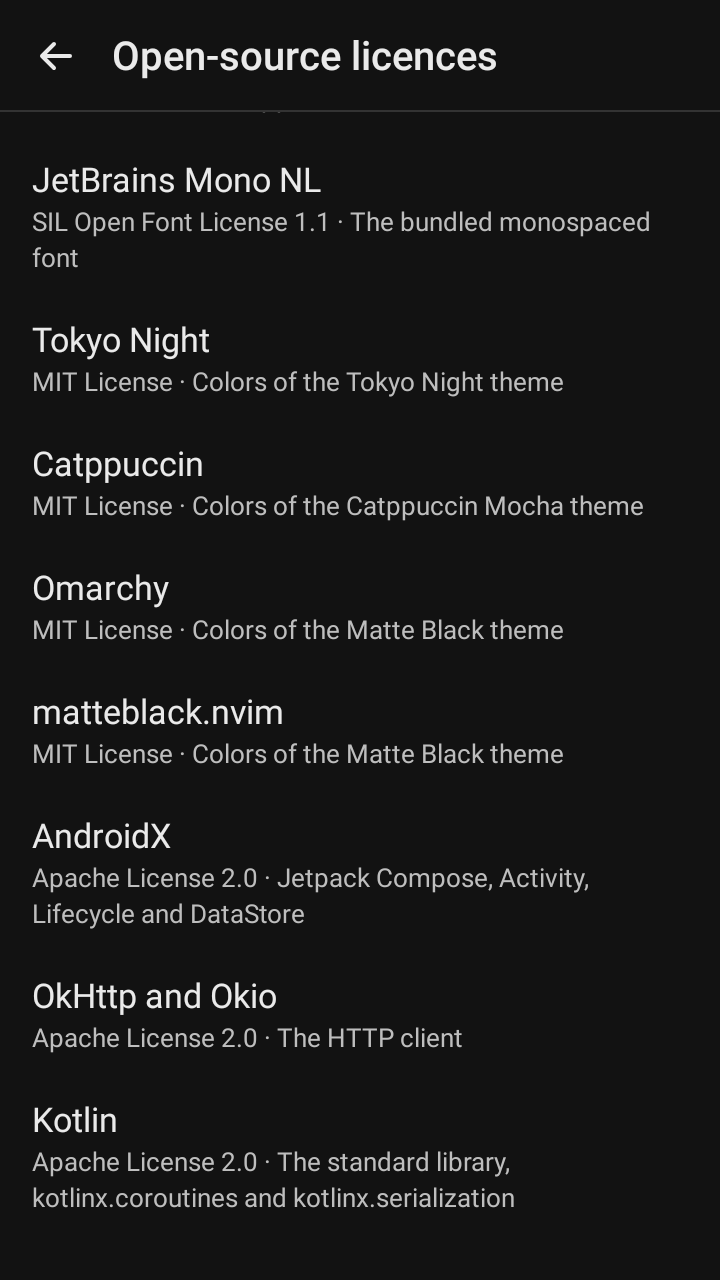 Open-source licences
JetBrains Mono NL
SIL Open Font License 1.1 · The bundled monospaced
font
Tokyo Night
MIT License · Colors of the Tokyo Night theme
Catppuccin
MIT License · Colors of the Catppuccin Mocha theme
Omarchy
MIT License · Colors of the Matte Black theme
matteblack.nvim
MIT License · Colors of the Matte Black theme
AndroidX
Apache License 2.0 · Jetpack Compose, Activity,
Lifecycle and DataStore
OkHttp and Okio
Apache License 2.0 · The HTTP client
Kotlin
Apache License 2.0 · The standard library,
kotlinx.coroutines and kotlinx.serialization